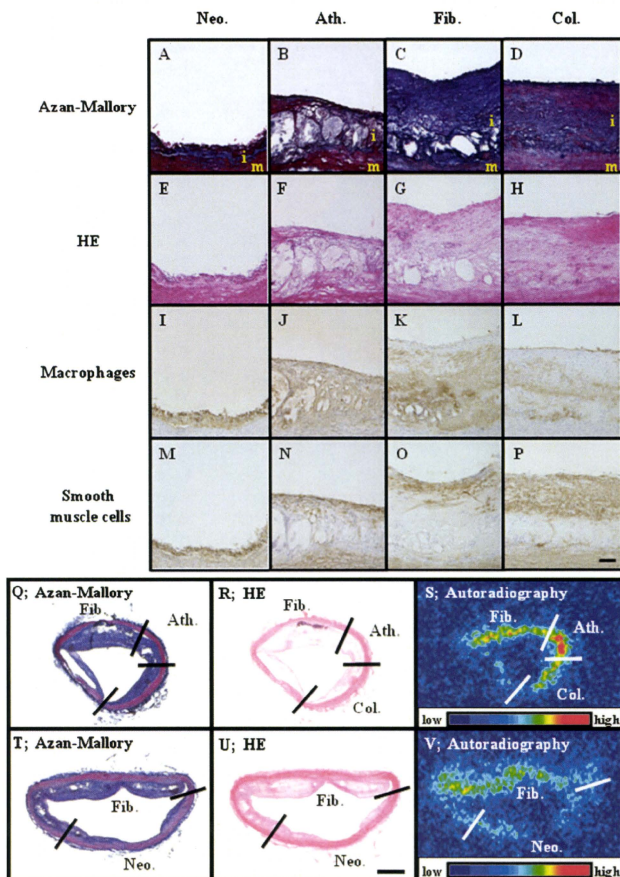 Neo. Ath. Fib. Col.
A B C D
Azan-Mallory
i i i i
m m m m
E F G H
HE
I J K L
Macrophages
M N O P
Smooth
muscle cells
Q; Azan-Mallory R; HE S; Autoradiography
Fib. Fib. Fib.
Ath. Ath. Ath.
Col. Col.
low high
T; Azan-Mallory U; HE V; Autoradiography
Fib. Fib. Fib.
Neo. Neo. Neo.
low high